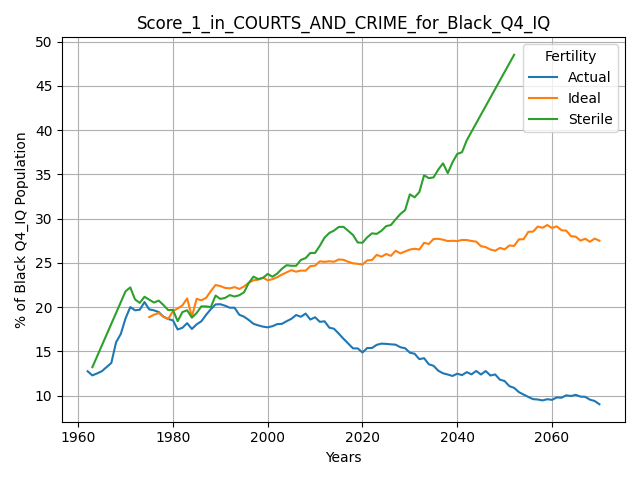 Score_1_in_COURTS_AND_CRIME_for_Black_Q4_IQ
50
45
40
35
30
25
20
15
10
% of Black Q4_IQ Population
Fertility
Actual
Ideal
Sterile
1960 1980 2000 2020 2040 2060
Years